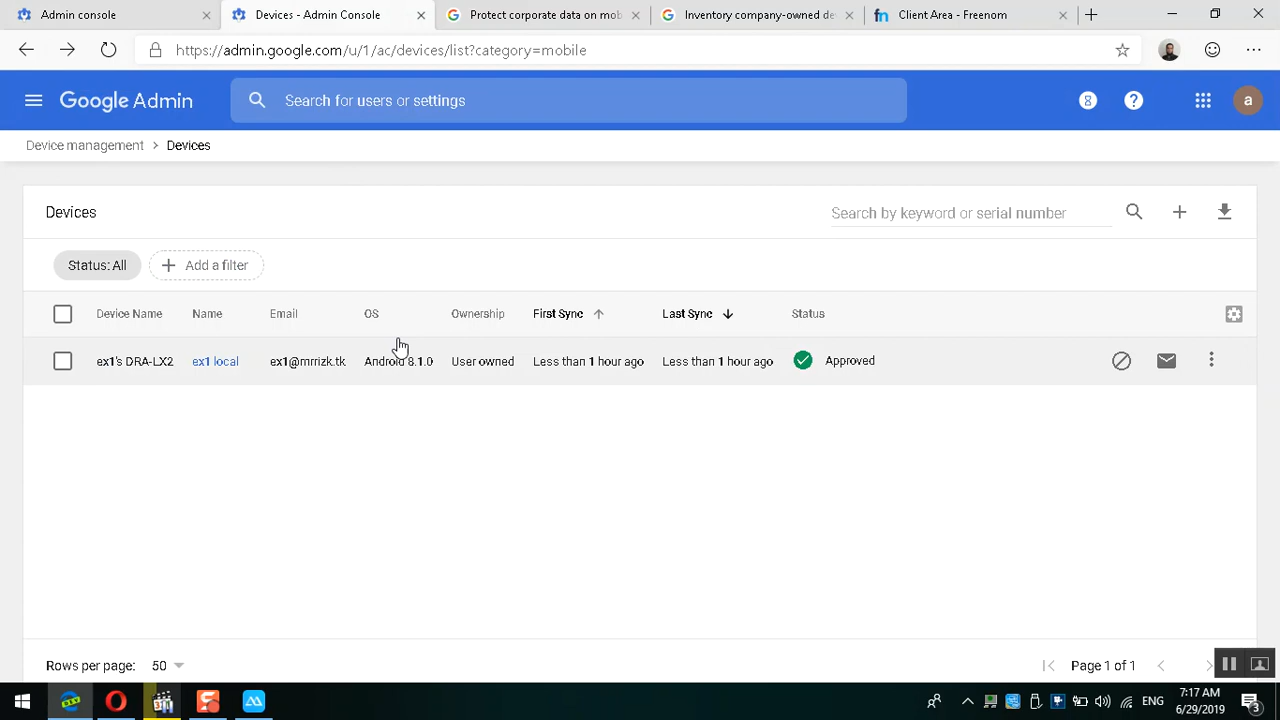 Admin console
Devices - Admin Console
Protect corporate data on mob
Inventory company-owned de
Client Area - Freenom
https://admin.google.com/u/1/ac/devices/list?category=mobile
Google Admin
Search for users or settings
8
?
a
Device management > Devices
Devices
Search by keyword or serial number
Status: All
Add a filter
Device Name Name Email OS Ownership First Sync Last Sync Status
ex1's DRA-LX2 ex1 local ex1@mrrizk.tk Android 8.1.0 User owned Less than 1 hour ago Less than 1 hour ago Approved
Rows per page: 50
Page 1 of 1
ENG
7:17 AM
6/29/2019
3